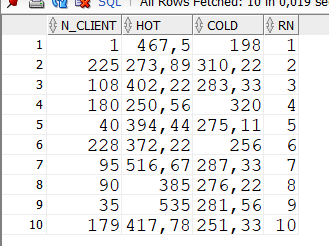 SQL All Rows Fetched: 10 in 0,019 se
N_CLIENT HOT COLD RN
1 1 467,5 198 1
2 225 273,89 310,22 2
3 108 402,22 283,33 3
4 180 250,56 320 4
5 40 394,44 275,11 5
6 228 372,22 256 6
7 95 516,67 287,33 7
8 90 385 276,22 8
9 35 535 281,56 9
10 179 417,78 251,33 10